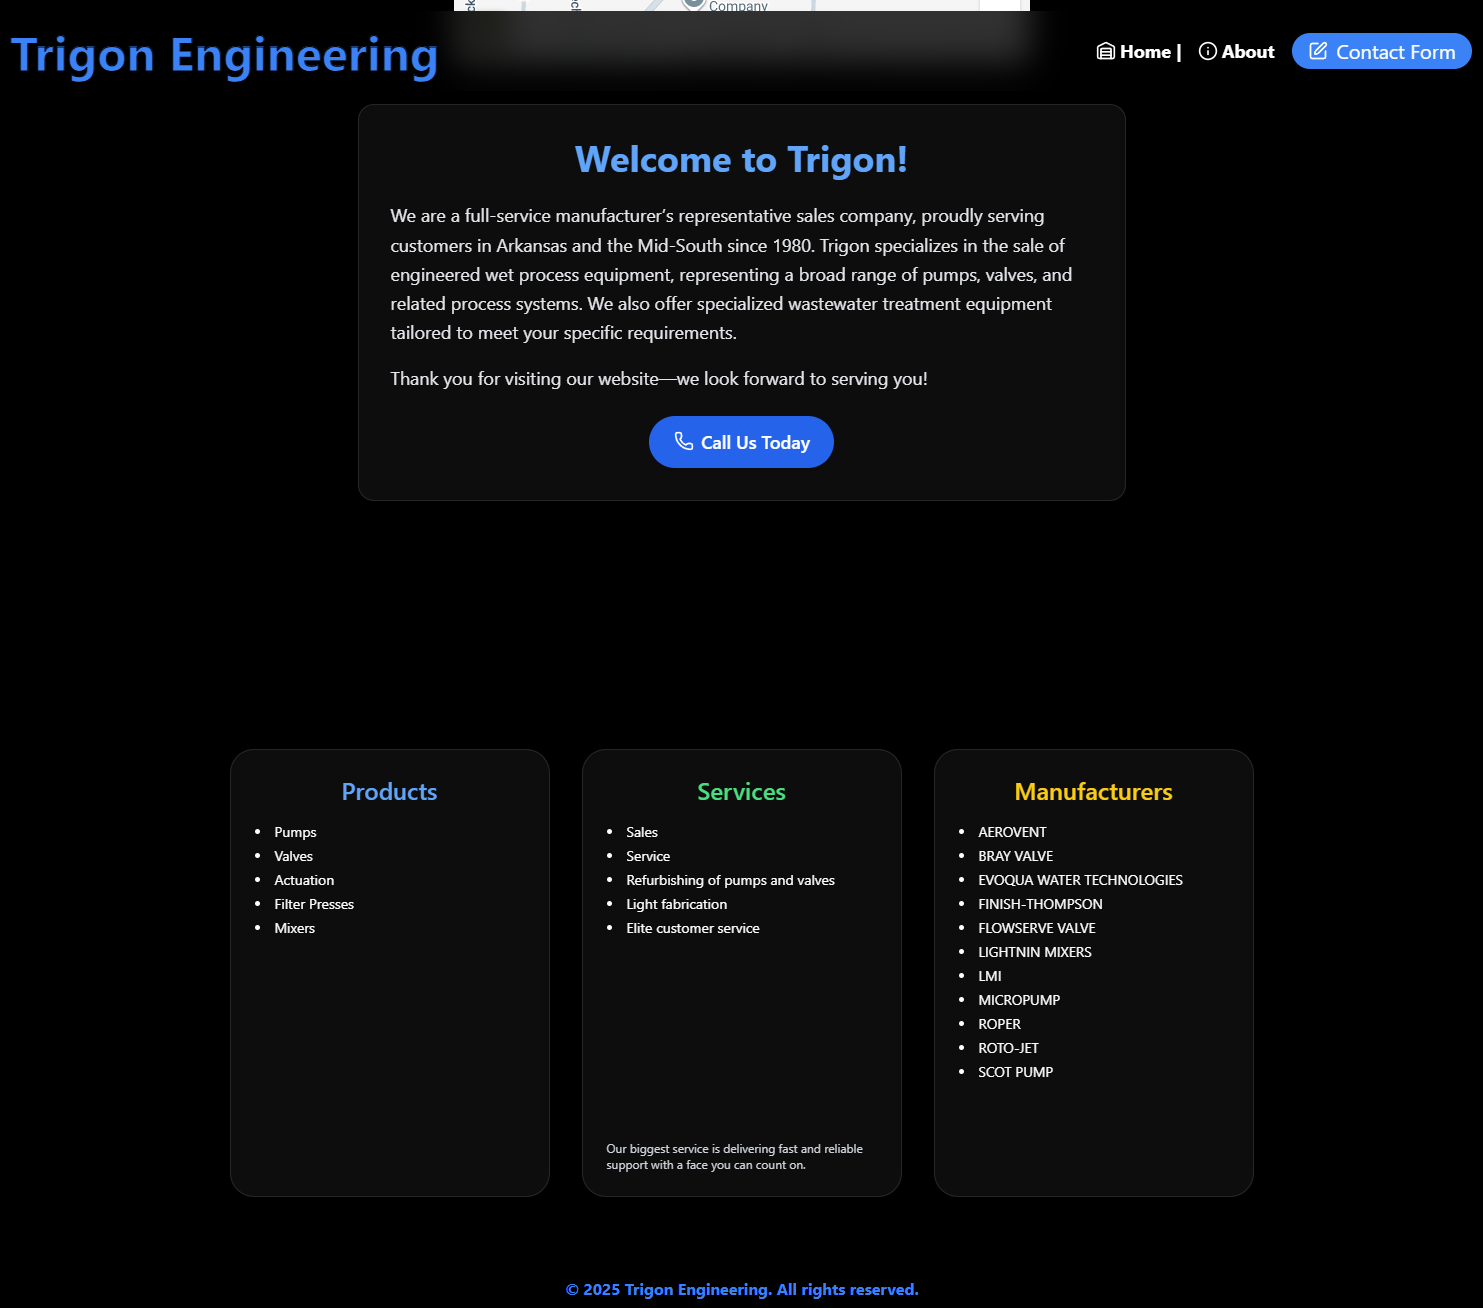 Company
Trigon Engineering
Home |
About
Contact Form
Welcome to Trigon!
We are a full-service manufacturer’s representative sales company, proudly serving
customers in Arkansas and the Mid-South since 1980. Trigon specializes in the sale of
engineered wet process equipment, representing a broad range of pumps, valves, and
related process systems. We also offer specialized wastewater treatment equipment
tailored to meet your specific requirements.
Thank you for visiting our website—we look forward to serving you!
Call Us Today
Products
• Pumps
• Valves
• Actuation
• Filter Presses
• Mixers
Services
• Sales
• Service
• Refurbishing of pumps and valves
• Light fabrication
• Elite customer service
Our biggest service is delivering fast and reliable
support with a face you can count on.
Manufacturers
• AEROVENT
• BRAY VALVE
• EVOQUA WATER TECHNOLOGIES
• FINISH-THOMPSON
• FLOWSERVE VALVE
• LIGHTNIN MIXERS
• LMI
• MICROPUMP
• ROPER
• ROTO-JET
• SCOT PUMP
© 2025 Trigon Engineering. All rights reserved.